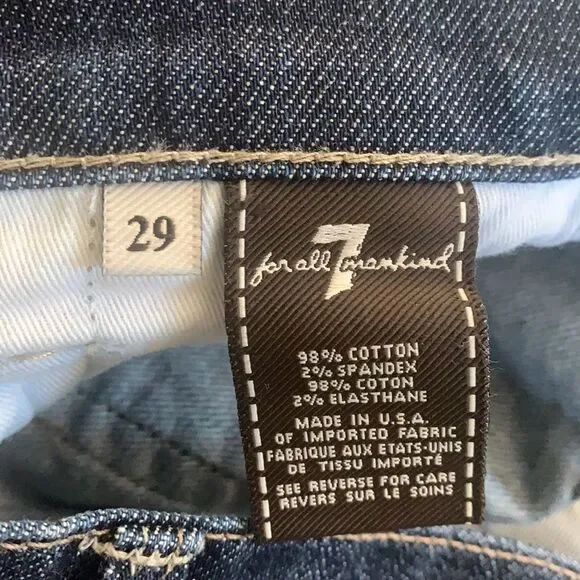 29
7
for all mankind
98% COTTON
2% SPANDEX
98% COTON
2% ELASTHANE
MADE IN U.S.A.
OF IMPORTED FABRIC
FABRIQUE AUX ETATS-UNIS
DE TISSU IMPORTÉ
SEE REVERSE FOR CARE
REVERS SUR LE SOINS